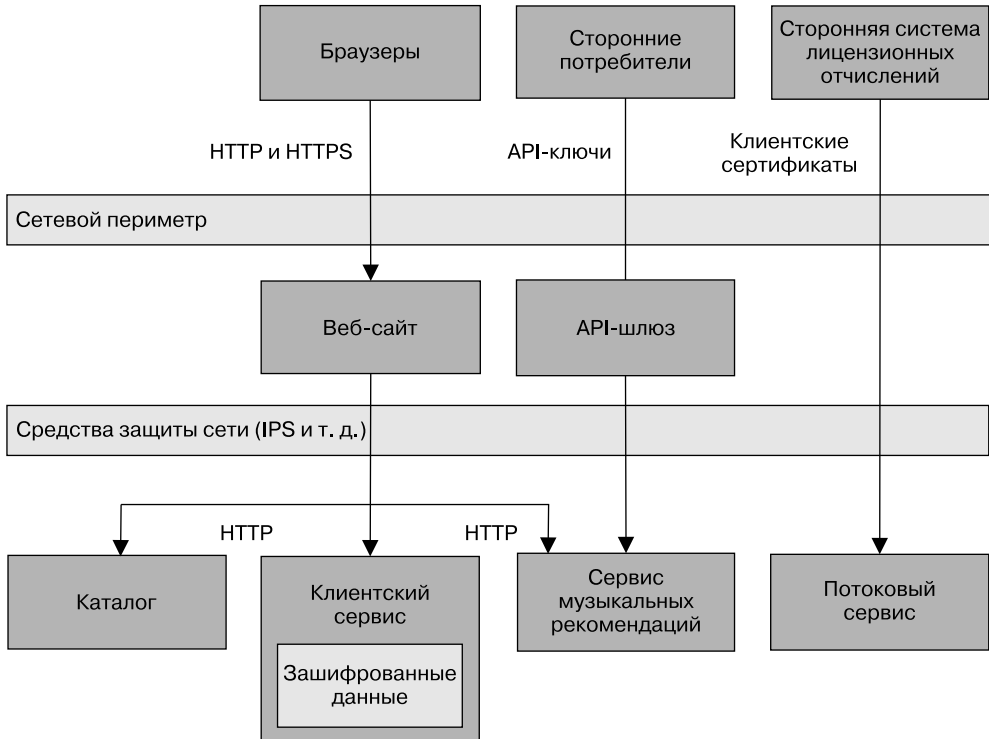 Браузеры
Сторонние
потребители
Сторонняя система
лицензионных
отчислений
HTTP и HTTPS
API-ключи
Клиентские
сертификаты
Сетевой периметр
Веб-сайт
API-шлюз
Средства защиты сети (IPS и т. д.)
HTTP
HTTP
Каталог
Клиентский
сервис
Зашифрованные
данные
Сервис
музыкальных
рекомендаций
Потоковый
сервис